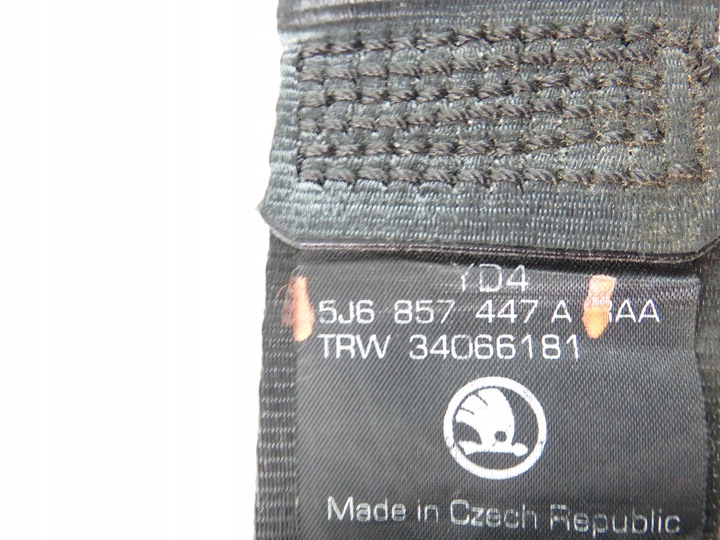 YD4
5J6 857 447 A RAA
TRW 34066181
Made in Czech Republic